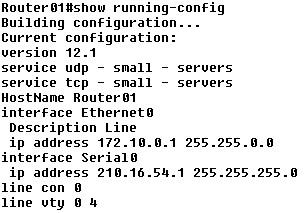 Router01#show running-config
Building configuration...
Current configuration:
version 12.1
service udp - small - servers
service tcp - small - servers
HostName Router01
interface Ethernet0
 Description Line
 ip address 172.10.0.1 255.255.0.0
interface Serial0
 ip address 210.16.54.1 255.255.255.0
line con 0
line vty 0 4